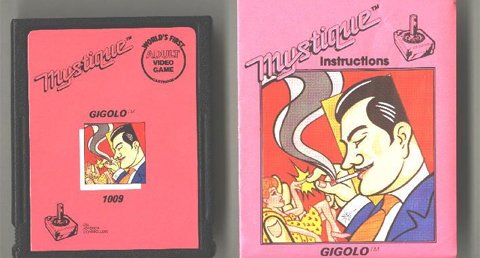 Mystique™
WORLD'S FIRST
ADULT
VIDEO
GAME
GIGOLO™
1009
Mystique™
Instructions
GIGOLO™